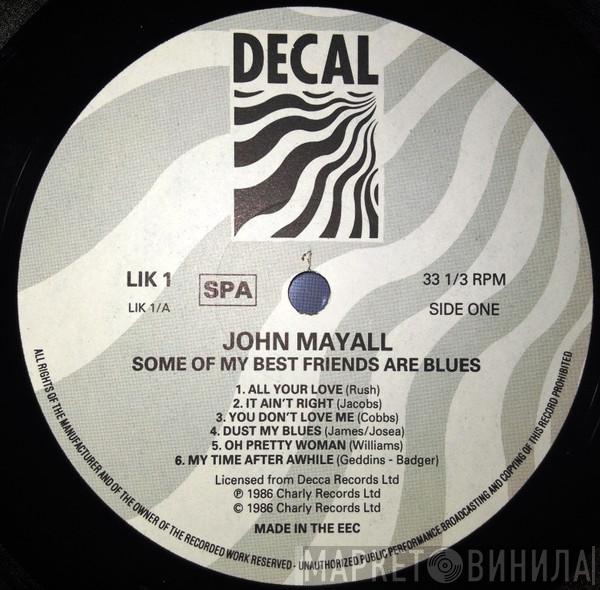 DECAL
LIK 1
LIK 1/A
SPA
33 1/3 RPM
SIDE ONE
JOHN MAYALL
SOME OF MY BEST FRIENDS ARE BLUES
1. ALL YOUR LOVE (Rush)
2. IT AIN'T RIGHT (Jacobs)
3. YOU DON'T LOVE ME (Cobbs)
4. DUST MY BLUES (James/Josea)
5. OH PRETTY WOMAN (Williams)
6. MY TIME AFTER AWHILE (Geddins - Badger)
Licensed from Decca Records Ltd
℗ 1986 Charly Records Ltd
© 1986 Charly Records Ltd
MADE IN THE EEC
ALL RIGHTS OF THE MANUFACTURER AND OF THE OWNER OF THE RECORDED WORK RESERVED - UNAUTHORIZED PUBLIC PERFORMANCE BROADCASTING AND COPYING OF THIS RECORD PROHIBITED
МАРКЕТ ВИНИЛА